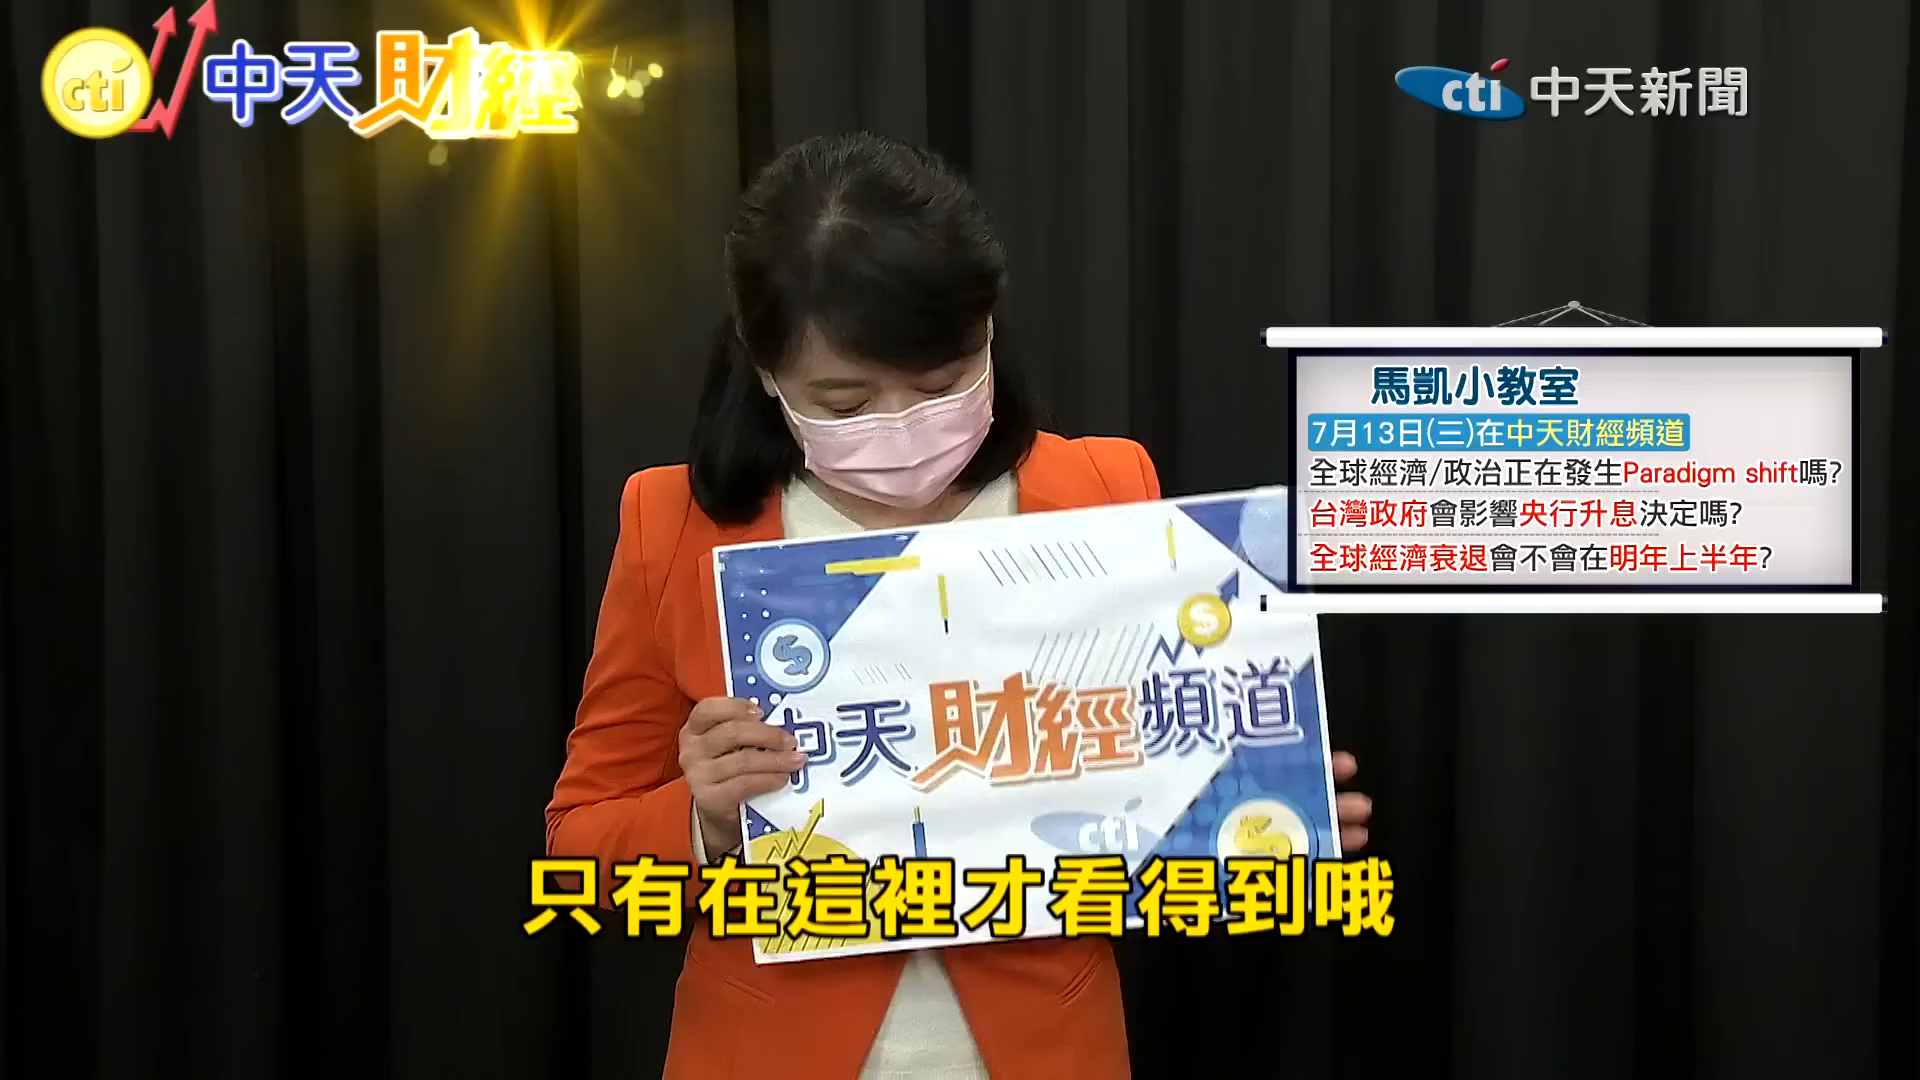 cti 中天財經
cti 中天新聞
馬凱小教室
7月13日(三)在中天財經頻道
全球經濟/政治正在發生Paradigm shift嗎?
台灣政府會影響央行升息決定嗎?
全球經濟衰退會不會在明年上半年?
中天財經頻道
cti
只有在這裡才看得到哦